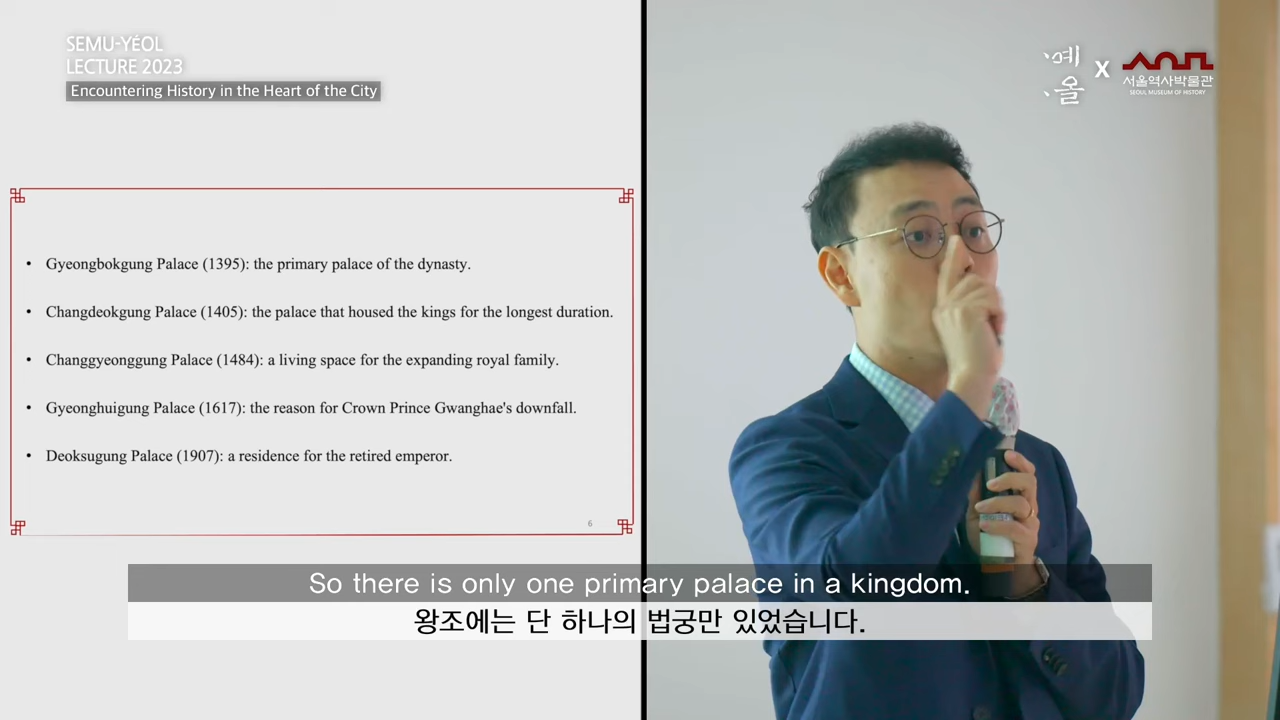 SEMU-YÉOL
LECTURE 2023
Encountering History in the Heart of the City
예올
X
서울역사박물관
SEOUL MUSEUM OF HISTORY
• Gyeongbokgung Palace (1395): the primary palace of the dynasty.
• Changdeokgung Palace (1405): the palace that housed the kings for the longest duration.
• Changgyeonggung Palace (1484): a living space for the expanding royal family.
• Gyeonghuigung Palace (1617): the reason for Crown Prince Gwanghae's downfall.
• Deoksugung Palace (1907): a residence for the retired emperor.
6
So there is only one primary palace in a kingdom.
왕조에는 단 하나의 법궁만 있었습니다.